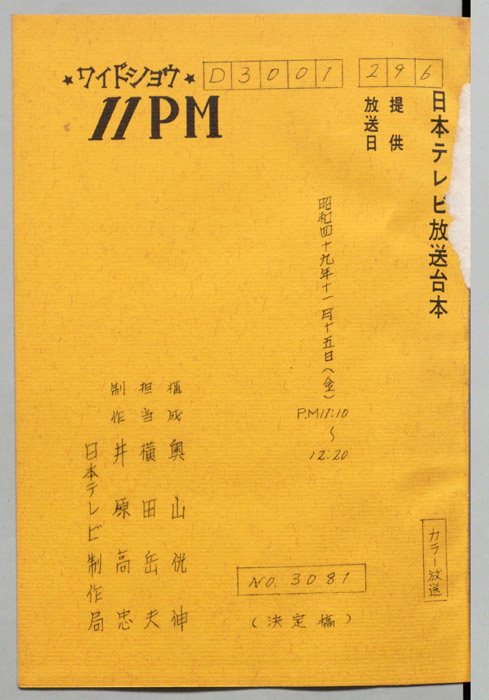 ★ワイドショウ★
11PM
D3001 296
日本テレビ放送台本
提供
放送日
昭和四十九年十一月十五日(金)
P.M11:10
〜
12:20
構成 奥山侊伸
担当 横田岳夫
制作 井原高忠
日本テレビ制作局
カラー放送
NO.3081
(決定稿)